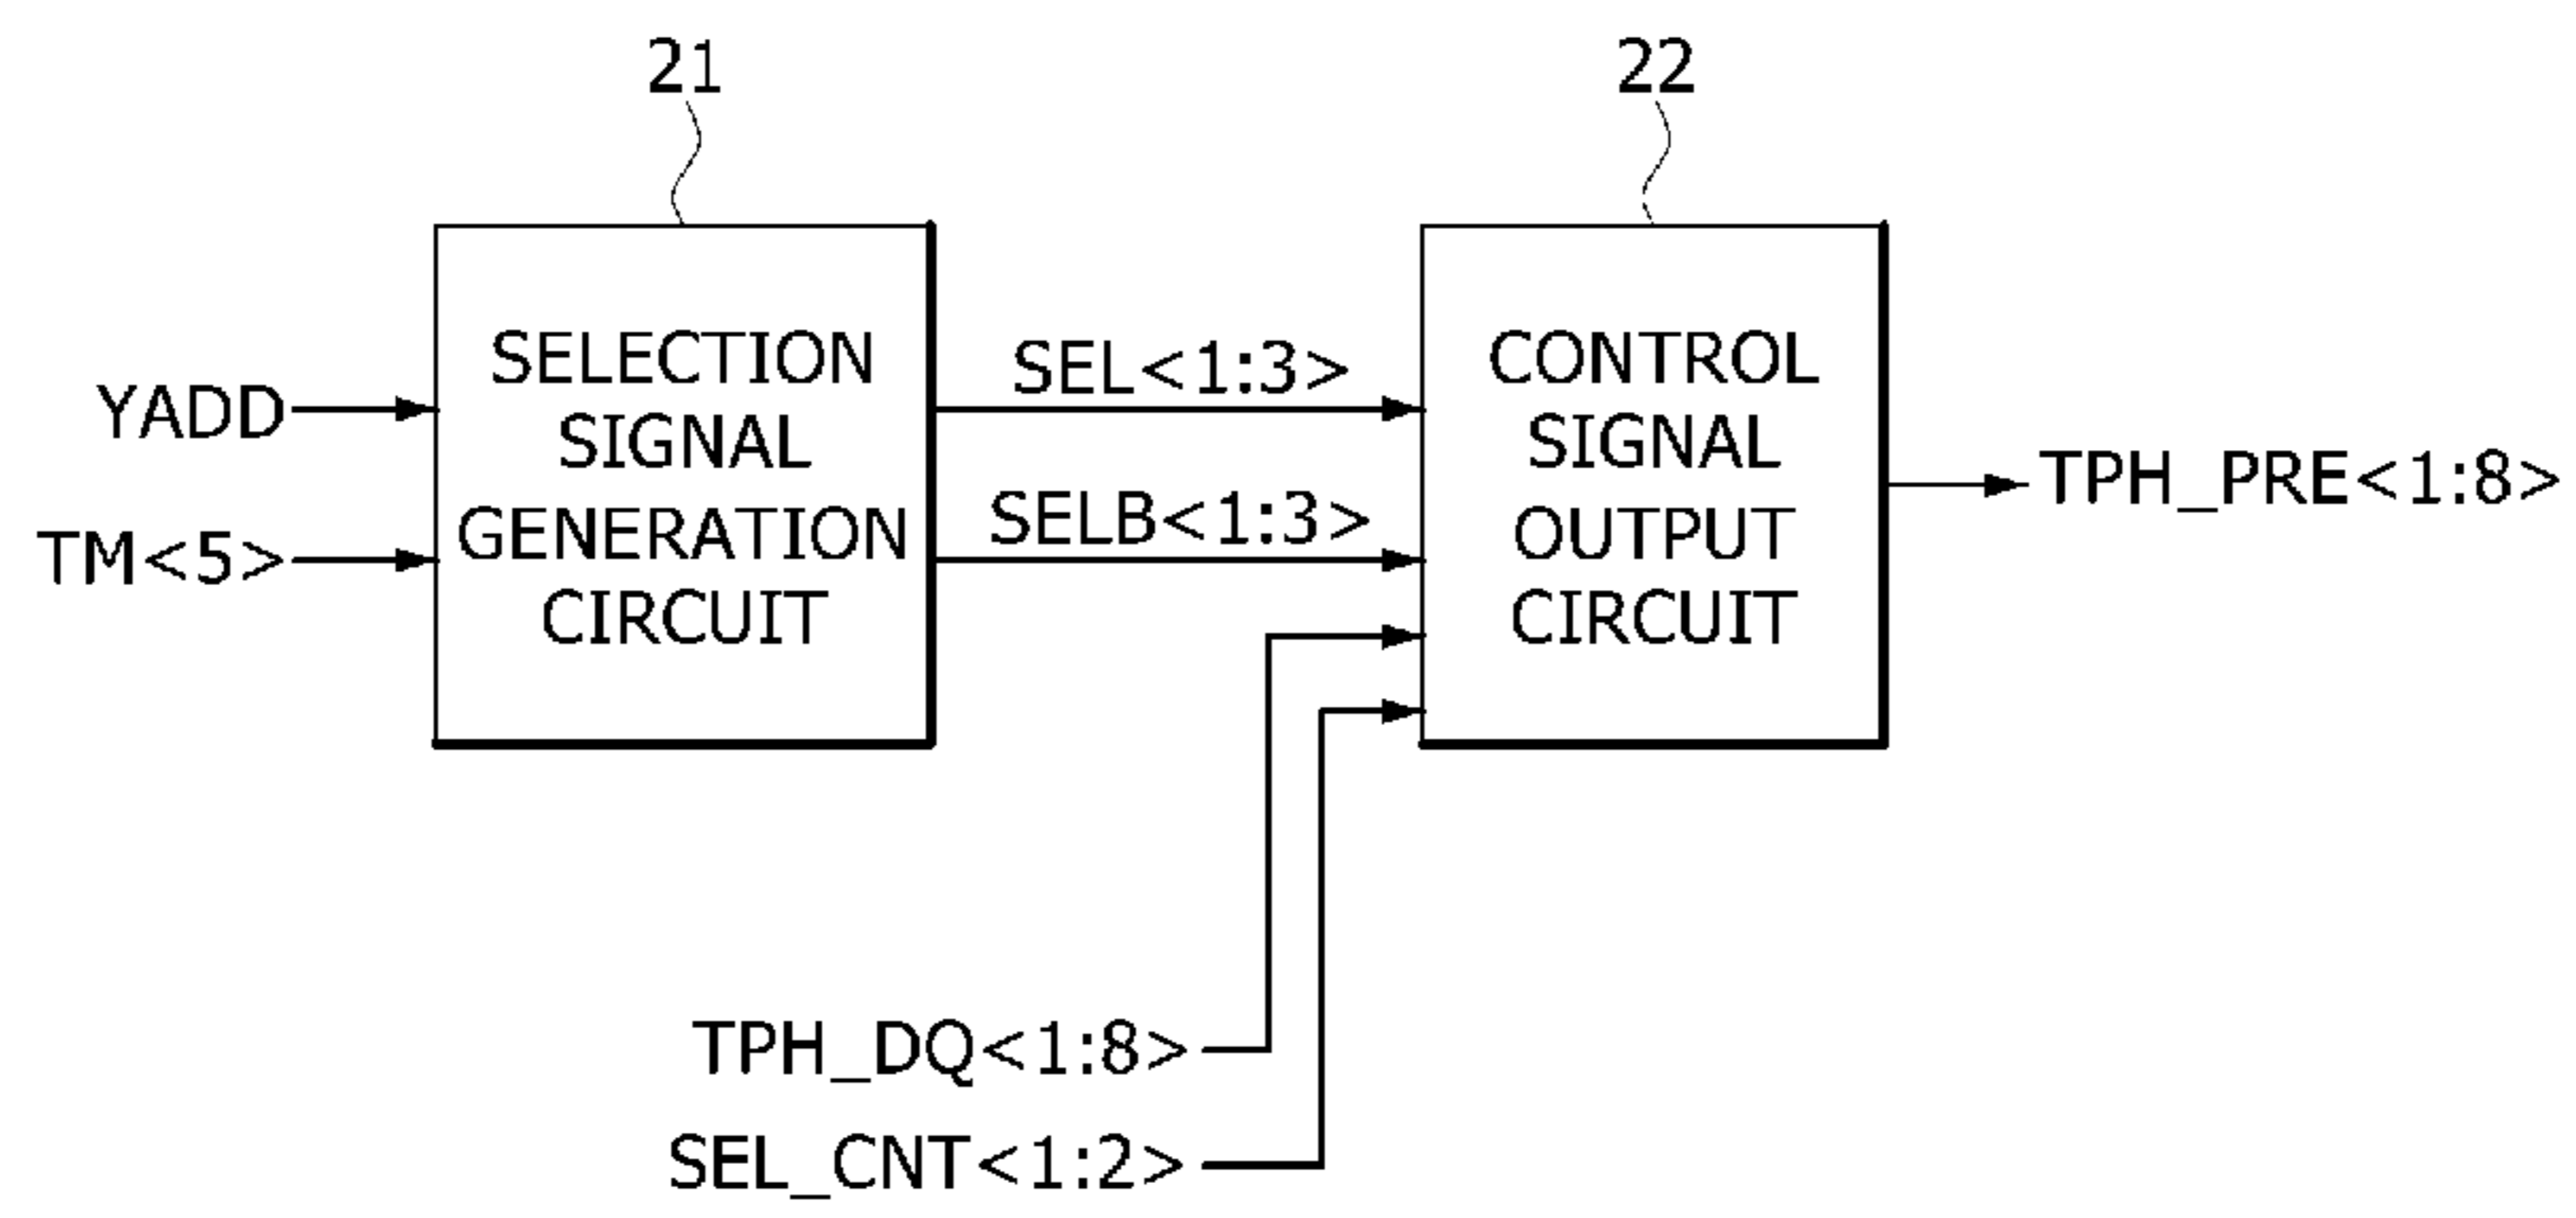 21
22
SELECTION
SIGNAL
GENERATION
CIRCUIT
CONTROL
SIGNAL
OUTPUT
CIRCUIT
YADD
TM<5>
SEL<1:3>
SELB<1:3>
TPH_PRE<1:8>
TPH_DQ<1:8>
SEL_CNT<1:2>